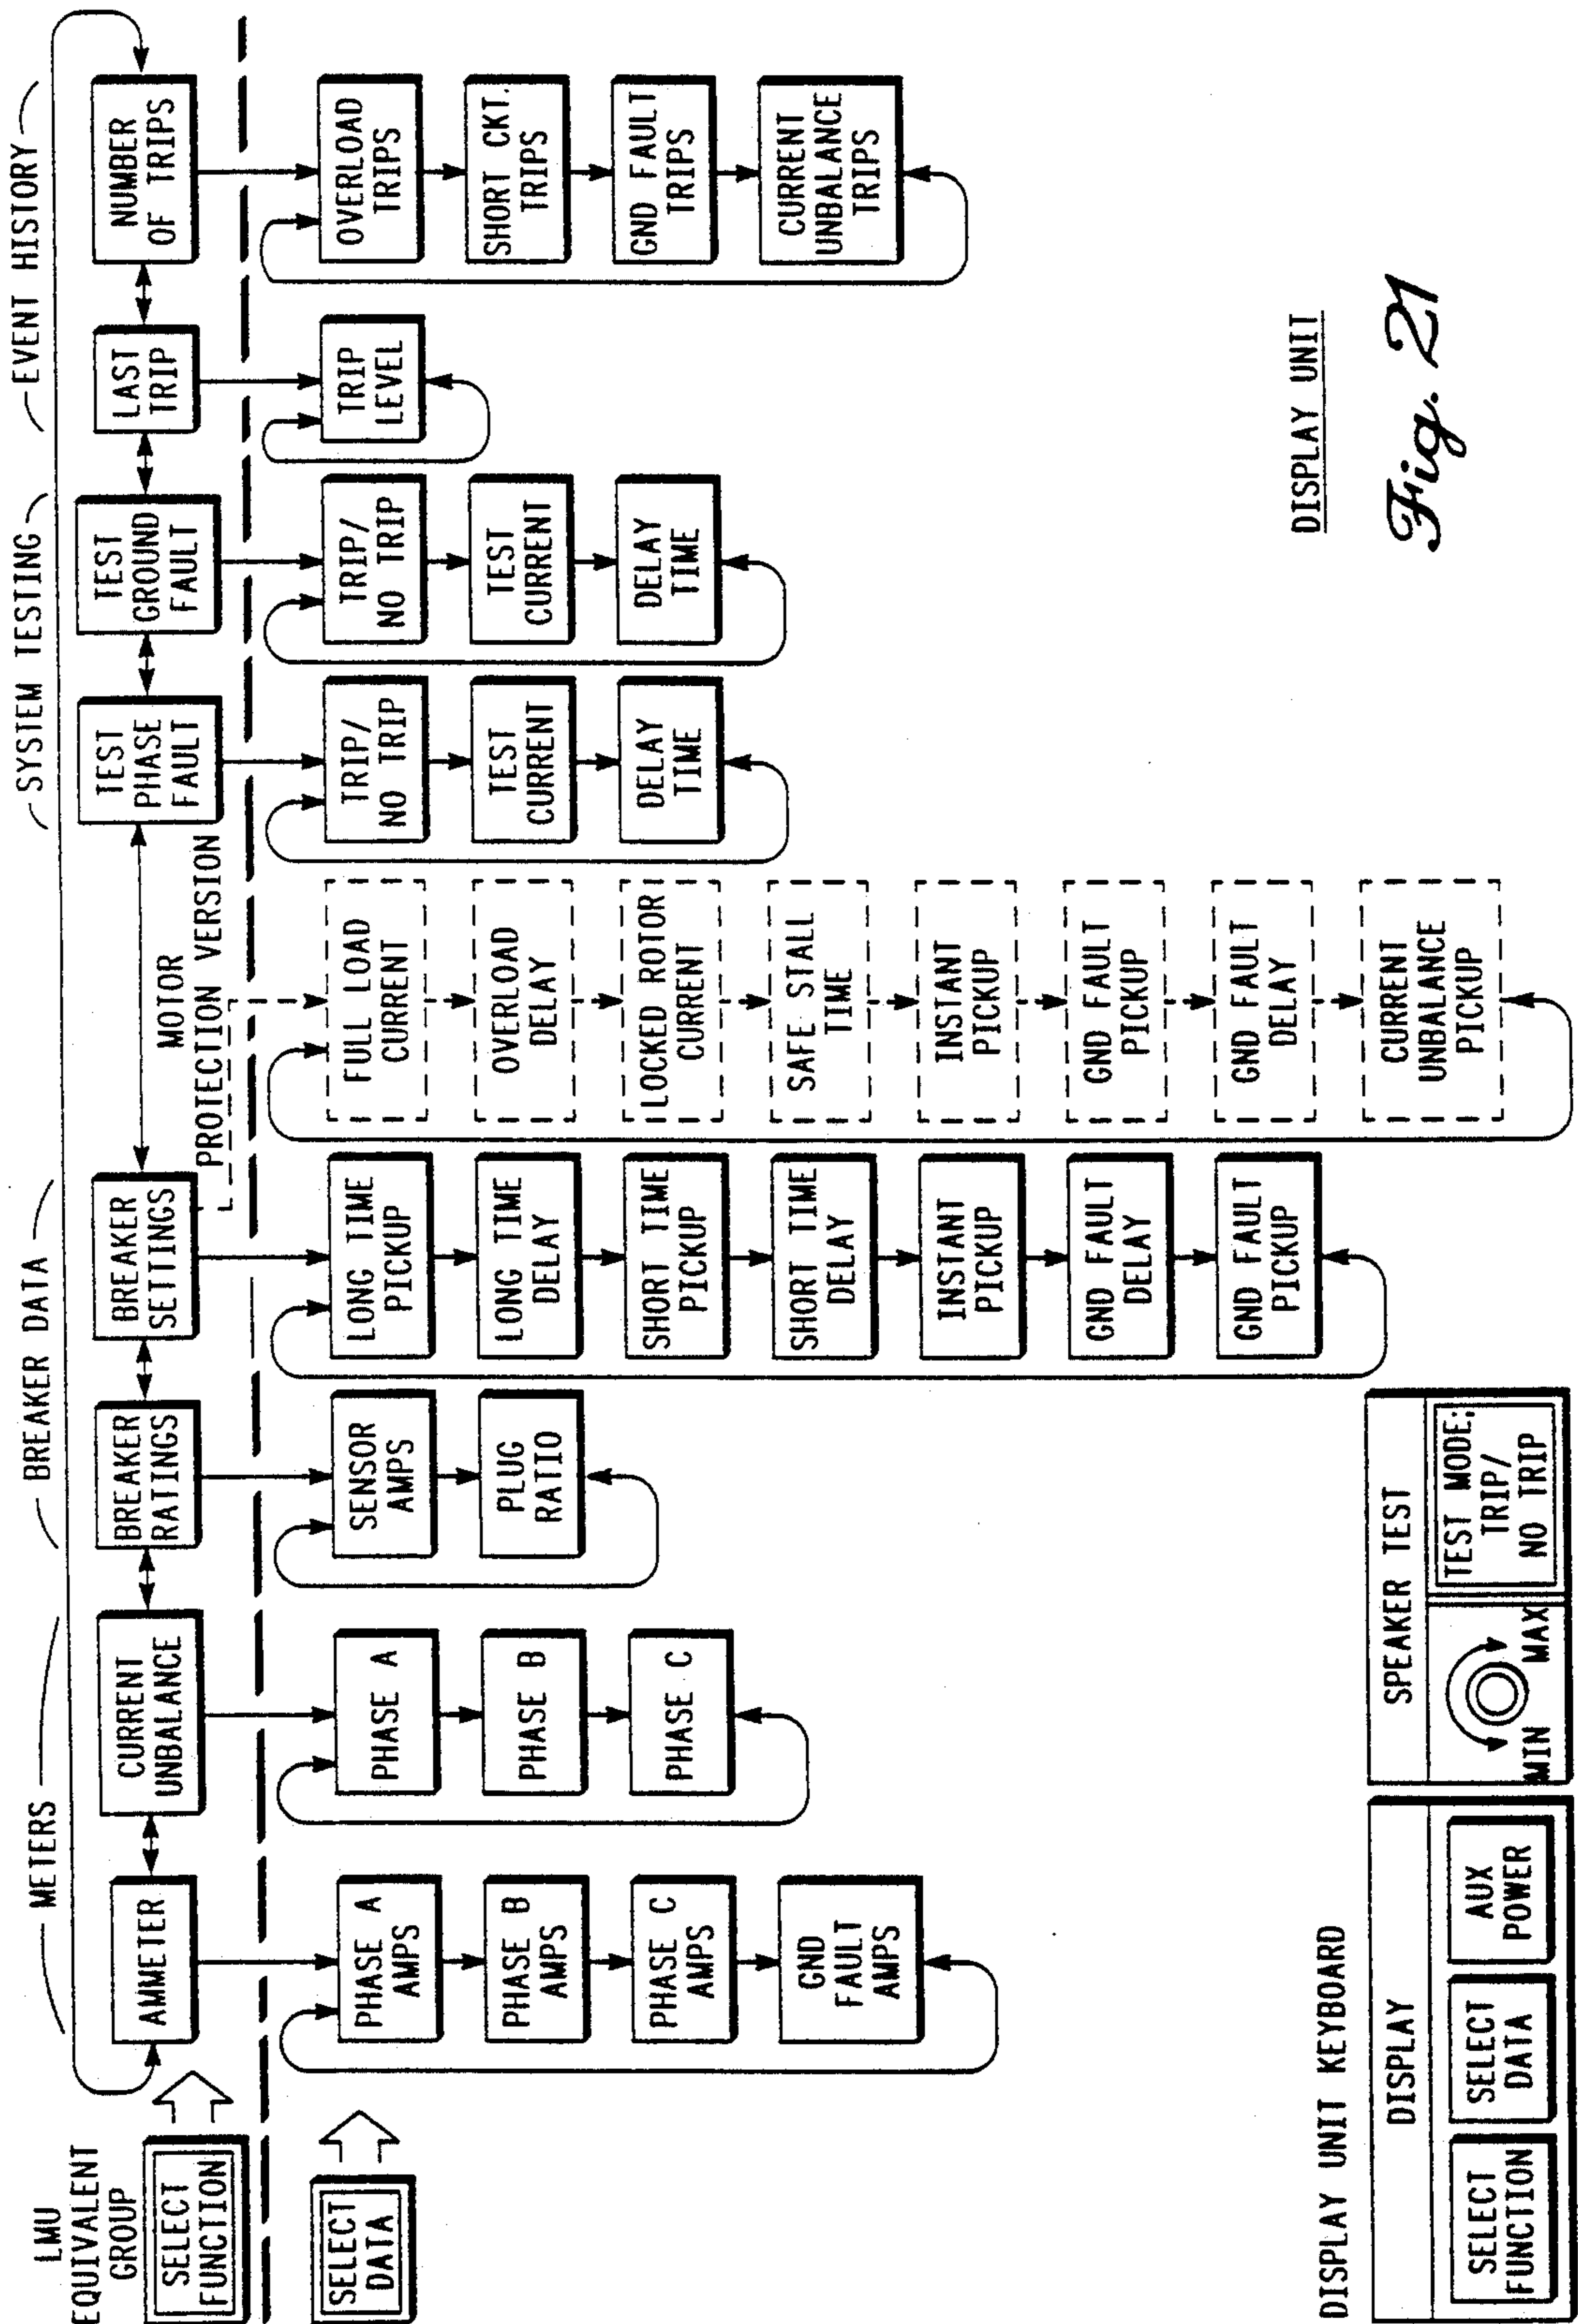 LMU
EQUIVALENT
GROUP
METERS
BREAKER DATA
SYSTEM TESTING
EVENT HISTORY
SELECT
FUNCTION
AMMETER
CURRENT
UNBALANCE
BREAKER
RATINGS
BREAKER
SETTINGS
TEST
PHASE
FAULT
TEST
GROUND
FAULT
LAST
TRIP
NUMBER
OF TRIPS
MOTOR
PROTECTION VERSION
SELECT
DATA
PHASE A
AMPS
PHASE B
AMPS
PHASE C
AMPS
GND
FAULT
AMPS
PHASE A
PHASE B
PHASE C
SENSOR
AMPS
PLUG
RATIO
LONG TIME
PICKUP
LONG TIME
DELAY
SHORT TIME
PICKUP
SHORT TIME
DELAY
INSTANT
PICKUP
GND FAULT
DELAY
GND FAULT
PICKUP
FULL LOAD
CURRENT
OVERLOAD
DELAY
LOCKED ROTOR
CURRENT
SAFE STALL
TIME
INSTANT
PICKUP
GND FAULT
PICKUP
GND FAULT
DELAY
CURRENT
UNBALANCE
PICKUP
TRIP/
NO TRIP
TEST
CURRENT
DELAY
TIME
TRIP/
NO TRIP
TEST
CURRENT
DELAY
TIME
TRIP
LEVEL
OVERLOAD
TRIPS
SHORT CKT.
TRIPS
GND FAULT
TRIPS
CURRENT
UNBALANCE
TRIPS
DISPLAY UNIT KEYBOARD
DISPLAY
SELECT
FUNCTION
SELECT
DATA
AUX
POWER
SPEAKER TEST
MIN MAX
TEST MODE;
TRIP/
NO TRIP
DISPLAY UNIT
Fig. 21